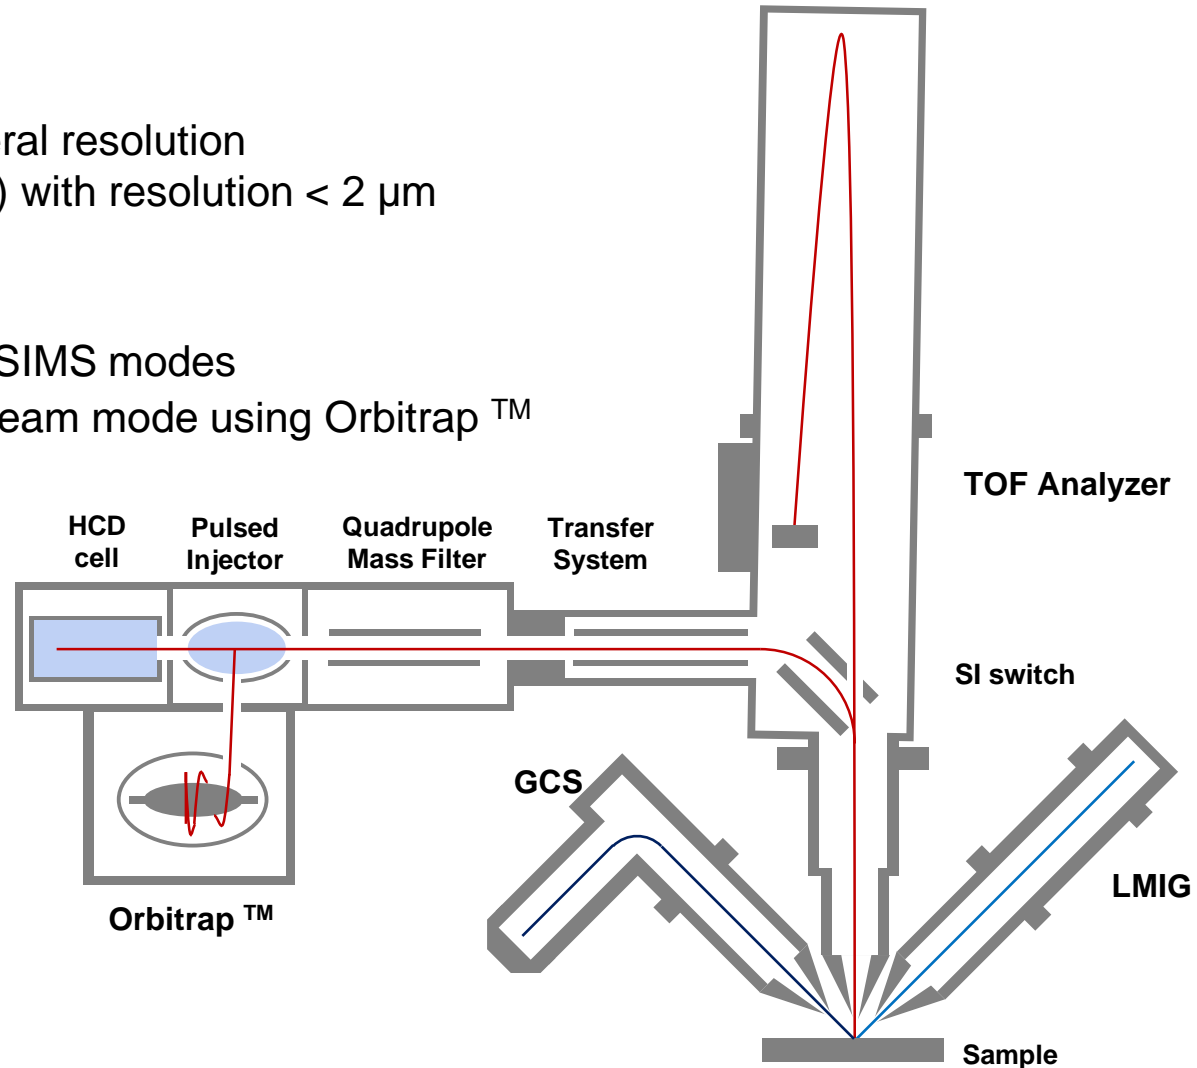 eral resolution
) with resolution < 2 µm
SIMS modes
eam mode using Orbitrap TM
TOF Analyzer
HCD
cell
Pulsed
Injector
Quadrupole
Mass Filter
Transfer
System
SI switch
GCS
LMIG
Orbitrap TM
Sample